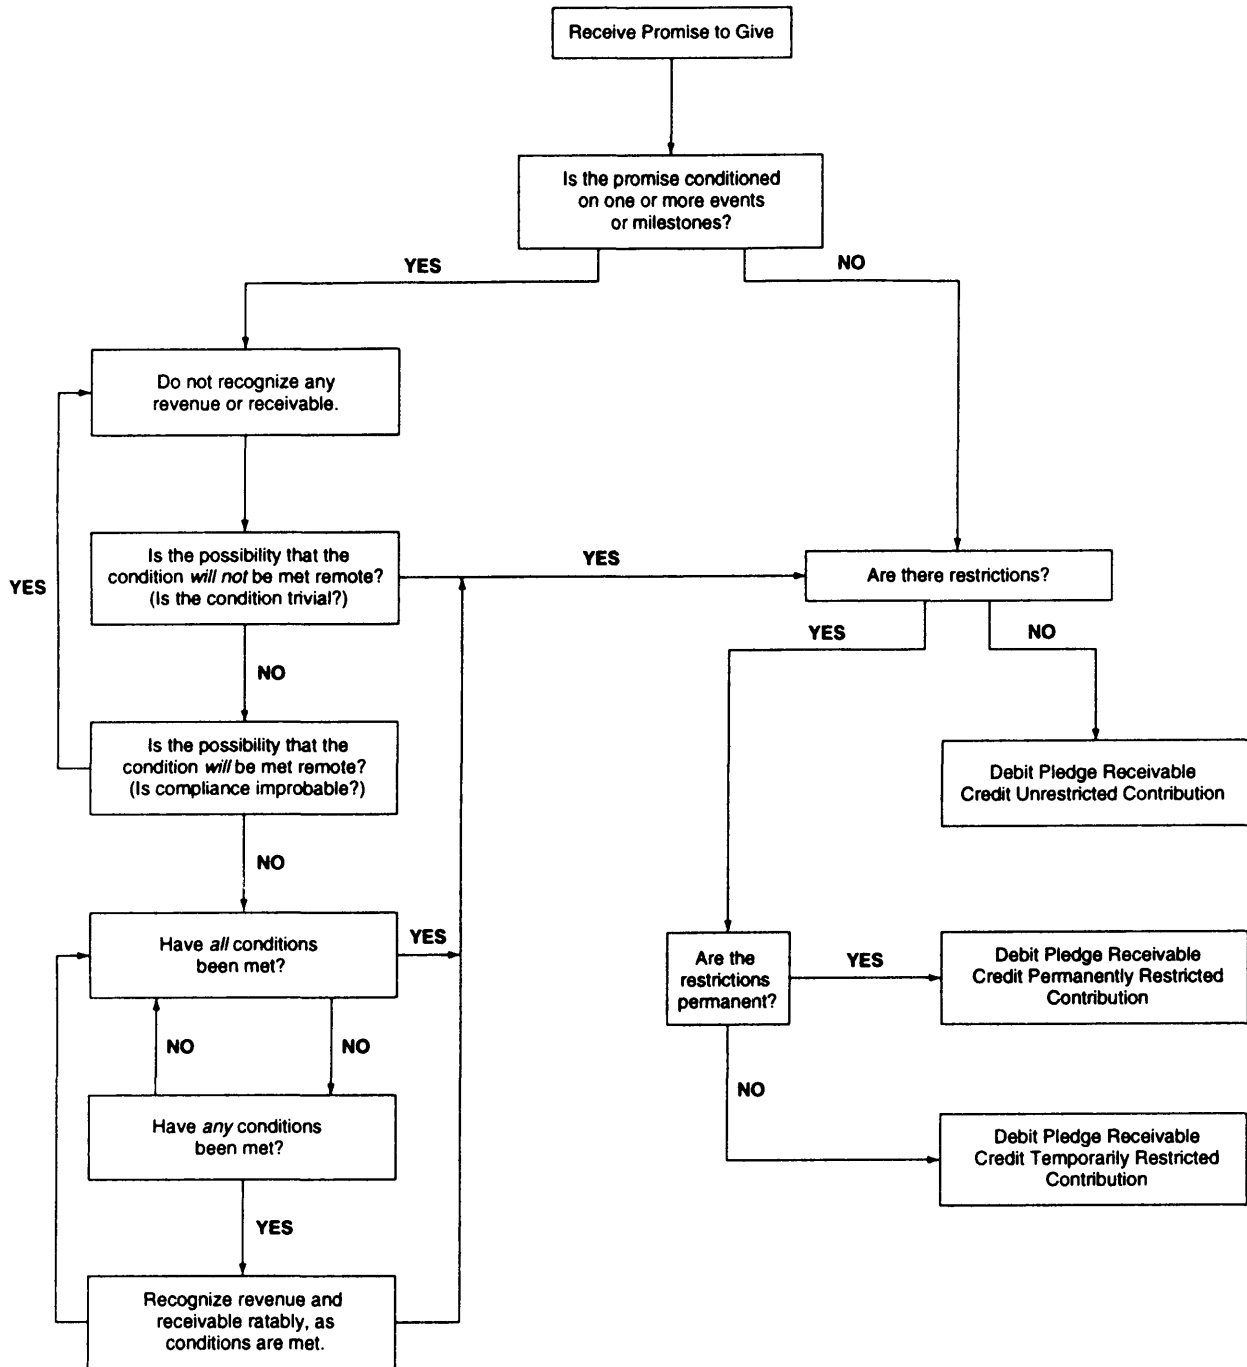 Receive Promise to Give
Is the promise conditioned
on one or more events
or milestones?
YES
NO
Do not recognize any
revenue or receivable.
Is the possibility that the
condition will not be met remote?
(Is the condition trivial?)
YES
YES
Are there restrictions?
YES
NO
NO
Is the possibility that the
condition will be met remote?
(Is compliance improbable?)
Debit Pledge Receivable
Credit Unrestricted Contribution
NO
Have all conditions
been met?
YES
Are the
restrictions
permanent?
YES
Debit Pledge Receivable
Credit Permanently Restricted
Contribution
NO
NO
NO
Have any conditions
been met?
Debit Pledge Receivable
Credit Temporarily Restricted
Contribution
YES
Recognize revenue and
receivable ratably, as
conditions are met.